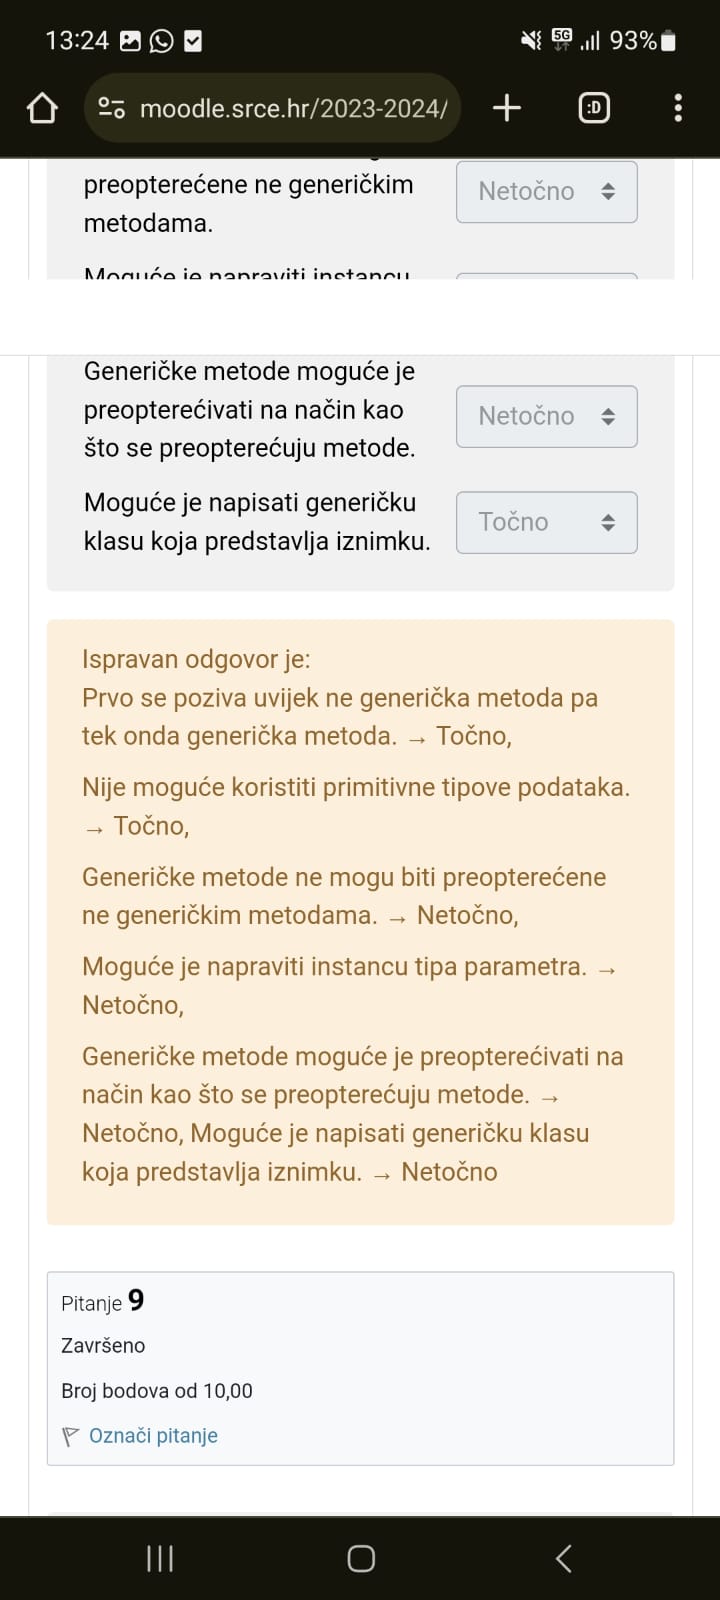 13:24
5G
93%
moodle.srce.hr/2023-2024/
:D
preopterećene ne generičkim
metodama.
Netočno
Moguće je napraviti instancu
Generičke metode moguće je
preopterećivati na način kao
što se preopterećuju metode.
Netočno
Moguće je napisati generičku
klasu koja predstavlja iznimku.
Točno
Ispravan odgovor je:
Prvo se poziva uvijek ne generička metoda pa
tek onda generička metoda. → Točno,
Nije moguće koristiti primitivne tipove podataka.
→ Točno,
Generičke metode ne mogu biti preopterećene
ne generičkim metodama. → Netočno,
Moguće je napraviti instancu tipa parametra. →
Netočno,
Generičke metode moguće je preopterećivati na
način kao što se preopterećuju metode. →
Netočno, Moguće je napisati generičku klasu
koja predstavlja iznimku. → Netočno
Pitanje 9
Završeno
Broj bodova od 10,00
Označi pitanje